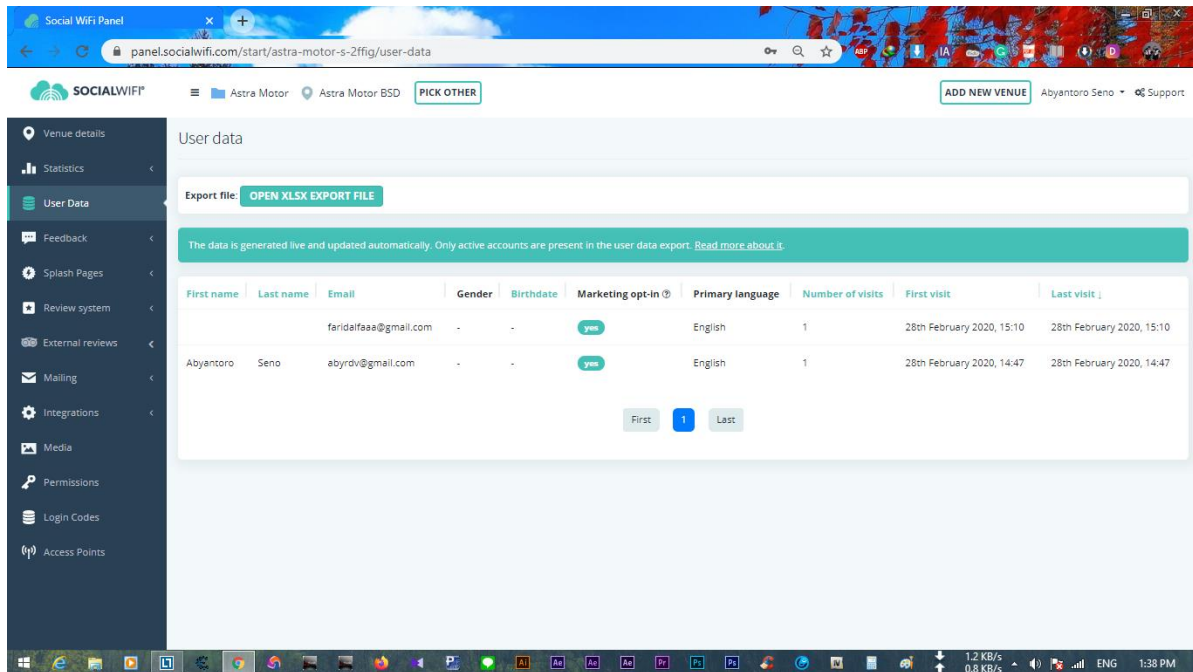 Social WiFi Panel
panel.socialwifi.com/start/astra-motor-s-2ffig/user-data
SOCIALWIFI®
Astra Motor Astra Motor BSD PICK OTHER ADD NEW VENUE Abyantoro Seno Support
Venue details
Statistics
User Data
Feedback
Splash Pages
Review system
External reviews
Mailing
Integrations
Media
Permissions
Login Codes
Access Points
User data
Export file: OPEN XLSX EXPORT FILE
The data is generated live and updated automatically. Only active accounts are present in the user data export. Read more about it.
First name Last name Email Gender Birthdate Marketing opt-in Primary language Number of visits First visit Last visit ↓
faridalfaaa@gmail.com - - yes English 1 28th February 2020, 15:10 28th February 2020, 15:10
Abyantoro Seno abyrdv@gmail.com - - yes English 1 28th February 2020, 14:47 28th February 2020, 14:47
First 1 Last
Ai Ae Ae Ae Pr Ps Ps
1.2 KB/s
0.8 KB/s ENG 1:38 PM